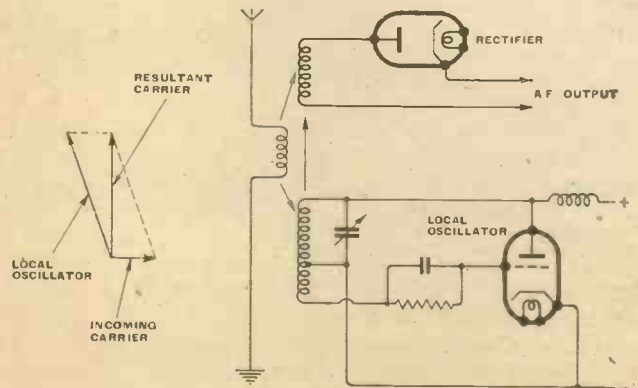 RESULTANT
CARRIER
LOCAL
OSCILLATOR
INCOMING
CARRIER
RECTIFIER
A F OUTPUT
LOCAL
OSCILLATOR
+